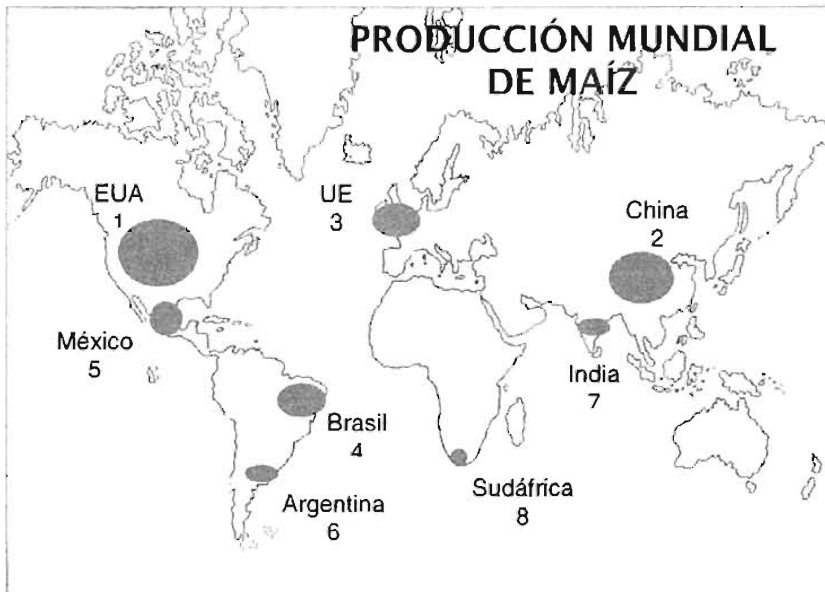 PRODUCCIÓN MUNDIAL
DE MAÍZ
EUA
1
UE
3
China
2
México
5
India
7
Brasil
4
Sudáfrica
8
Argentina
6